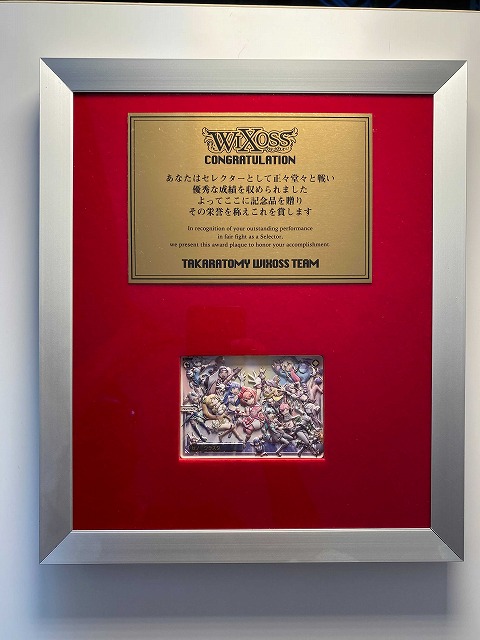 WIXOSS
CONGRATULATION
あなたはセレクターとして正々堂々と戦い
優秀な成績を収められました
よってここに記念品を贈り
その栄誉を称えこれを賞します
In recognition of your outstanding performance
in fair fight as a Selector,
we present this award plaque to honor your accomplishment.
TAKARATOMY WIXOSS TEAM